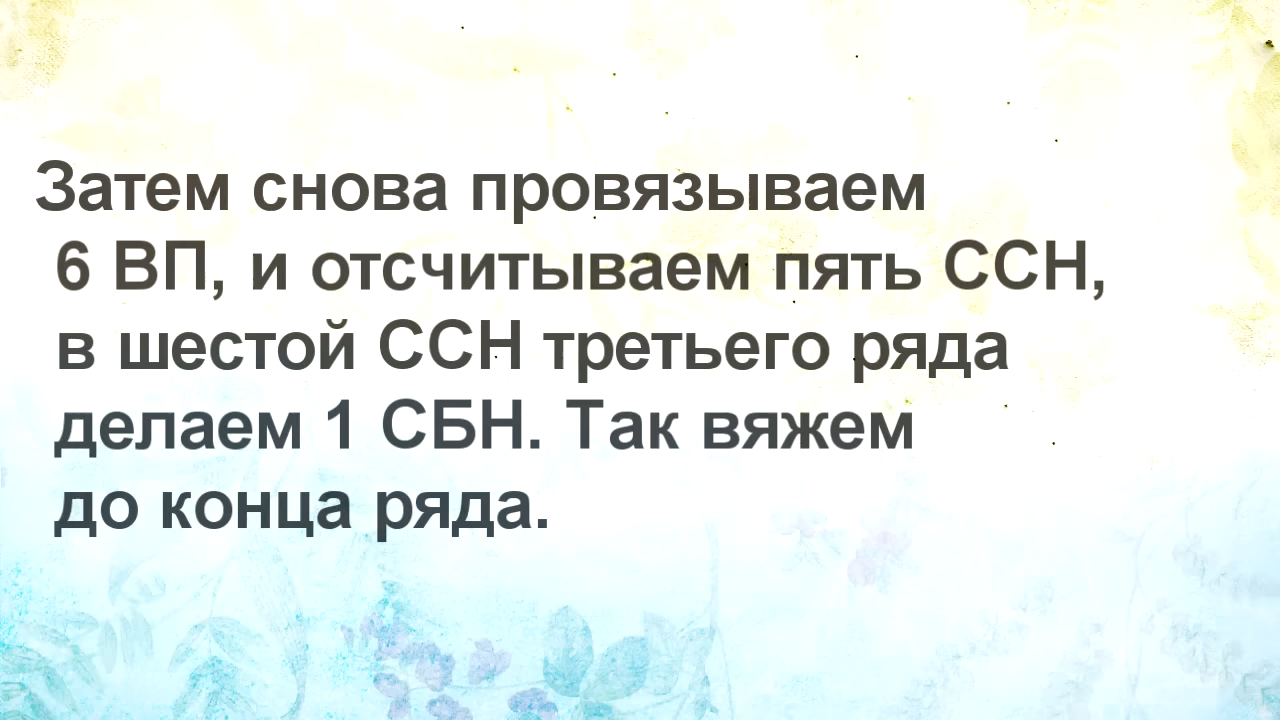 Затем снова провязываем
6 ВП, и отсчитываем пять ССН,
в шестой ССН третьего ряда
делаем 1 СБН. Так вяжем
до конца ряда.